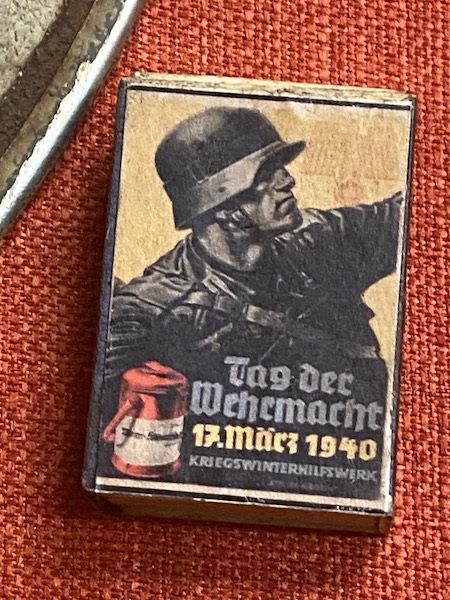 Tag der
Wehrmacht
17. März 1940
KRIEGSWINTERHILFSWERK